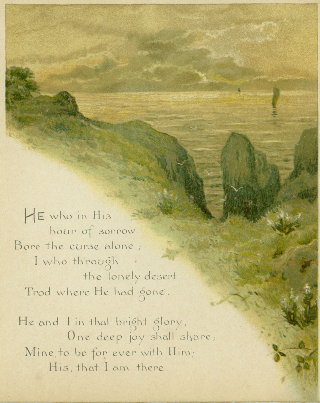 HE who in His
hour of sorrow
Bore the curse alone;
I who through
the lonely desert
Trod where He had gone;
He and I in that bright glory,
One deep joy shall share;
Mine to be for ever with Him;
His, that I am there